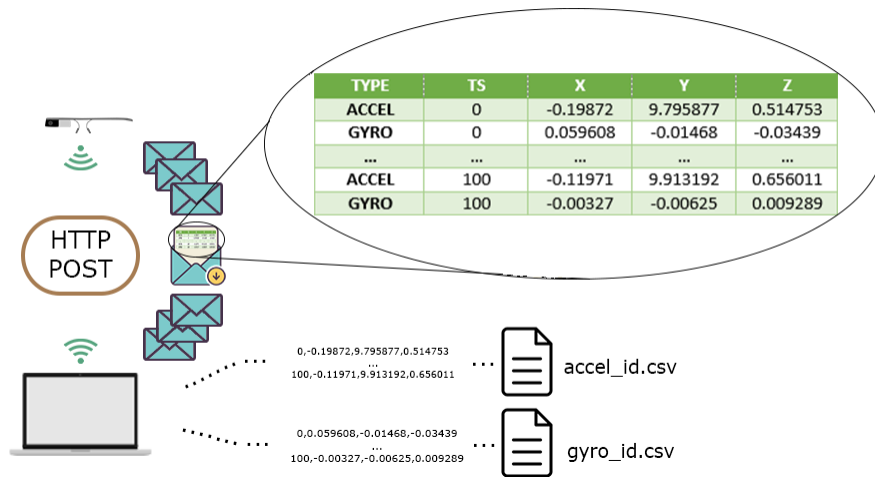 TYPE TS X Y Z
ACCEL 0 -0.19872 9.795877 0.514753
GYRO 0 0.059608 -0.01468 -0.03439
... ... ... ... ...
ACCEL 100 -0.11971 9.913192 0.656011
GYRO 100 -0.00327 -0.00625 0.009289
HTTP
POST
0,-0.19872,9.795877,0.514753
...
100,-0.11971,9.913192,0.656011
accel_id.csv
0,0.059608,-0.01468,-0.03439
...
100,-0.00327,-0.00625,0.009289
gyro_id.csv